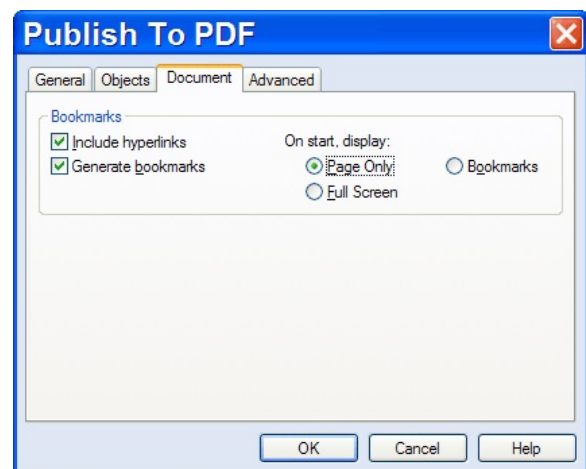 Publish To PDF
General Objects Document Advanced
Bookmarks
Include hyperlinks On start, display:
Generate bookmarks Page Only Bookmarks
Full Screen
OK Cancel Help